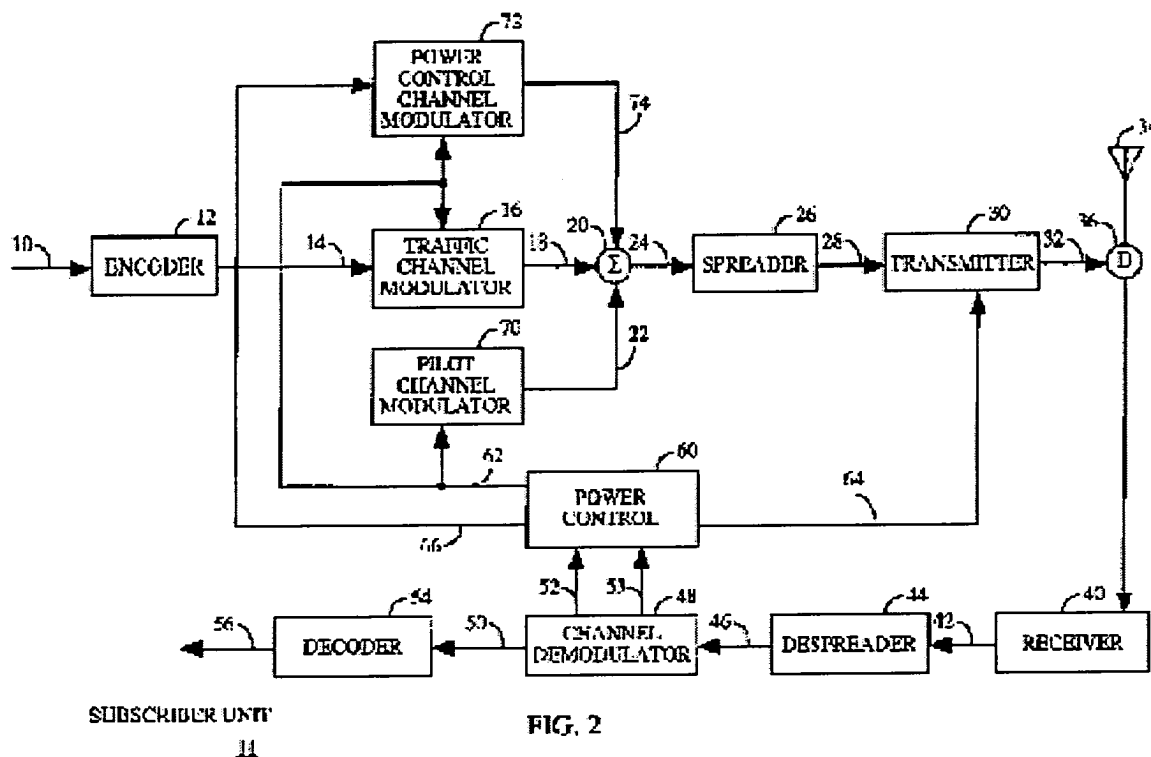 72
POWER
CONTROL
CHANNEL
MODULATOR
74
12
16
20
26
30
36
10
ENCODER
14
TRAFFIC
CHANNEL
MODULATOR
18
Σ
24
SPREADER
28
TRANSMITTER
32
D
70
PILOT
CHANNEL
MODULATOR
22
62
60
POWER
CONTROL
64
66
52
53
48
54
44
40
56
DECODER
50
CHANNEL
DEMODULATOR
46
DESPREADER
42
RECEIVER
SUBSCRIBER UNIT
11
FIG. 2